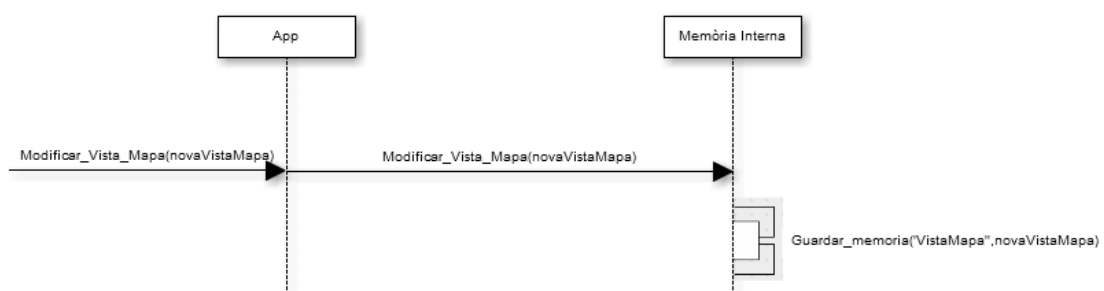 App
Memòria Interna
Modificar_Vista_Mapa(novaVistaMapa)
Modificar_Vista_Mapa(novaVistaMapa)
Guardar_memoria("VistaMapa",novaVistaMapa)